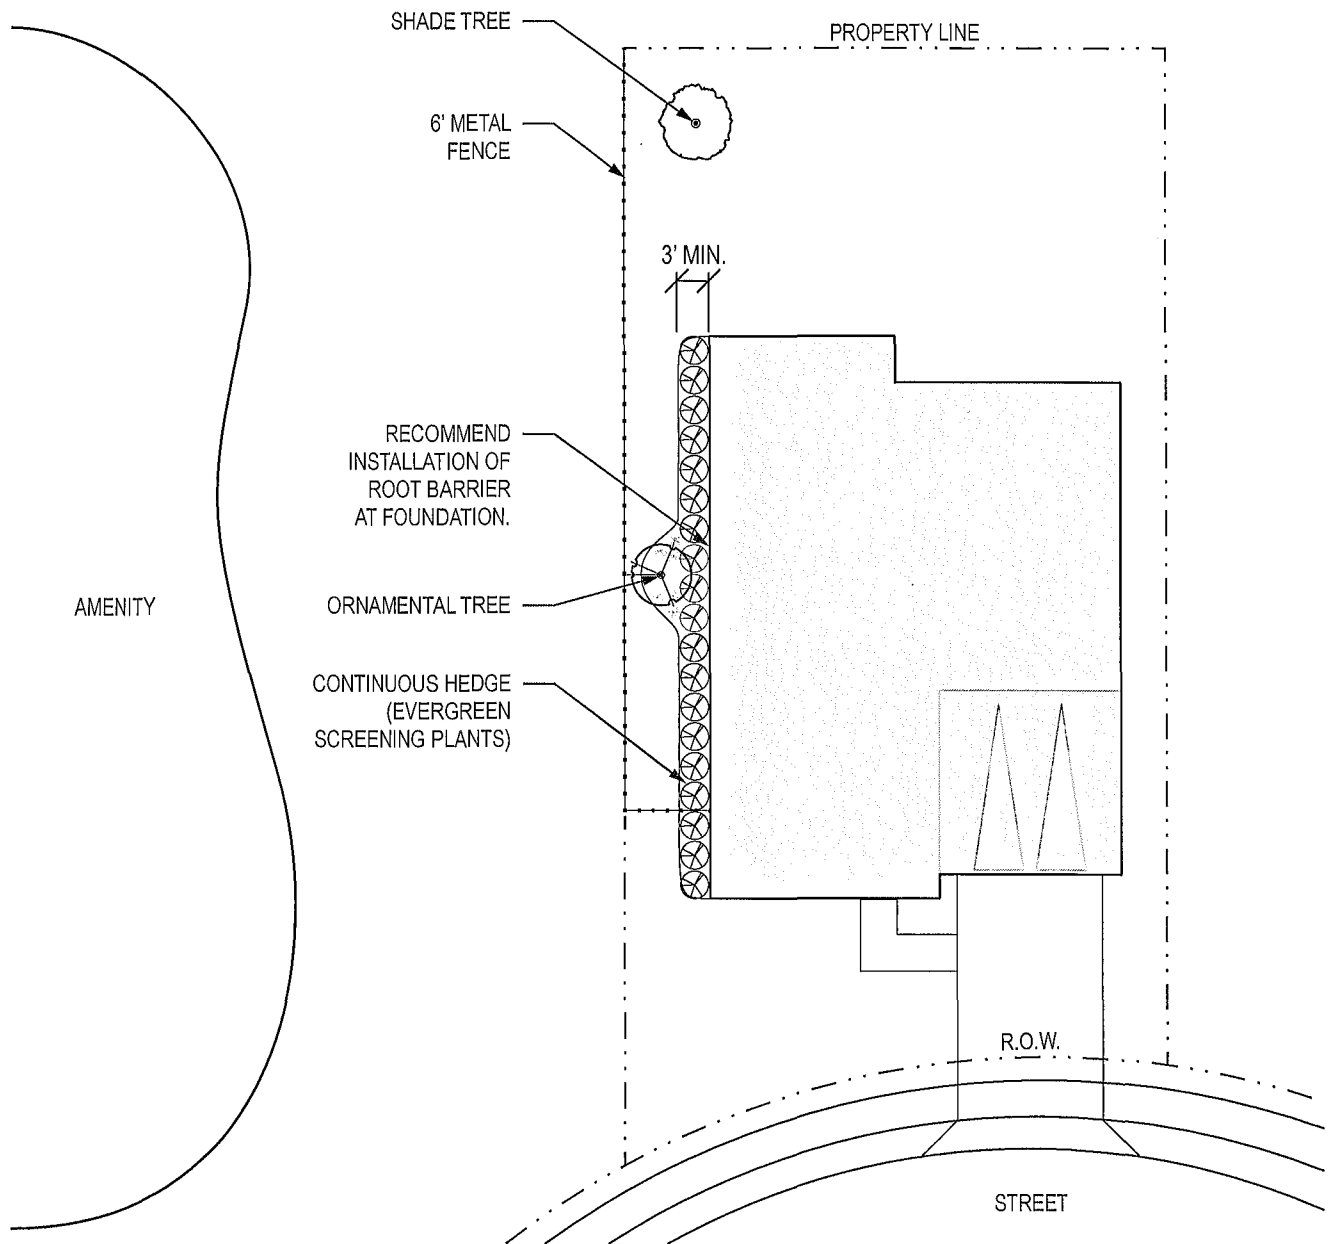 SHADE TREE
PROPERTY LINE
6' METAL
FENCE
3' MIN.
RECOMMEND
INSTALLATION OF
ROOT BARRIER
AT FOUNDATION.
AMENITY
ORNAMENTAL TREE
CONTINUOUS HEDGE
(EVERGREEN
SCREENING PLANTS)
R.O.W.
STREET